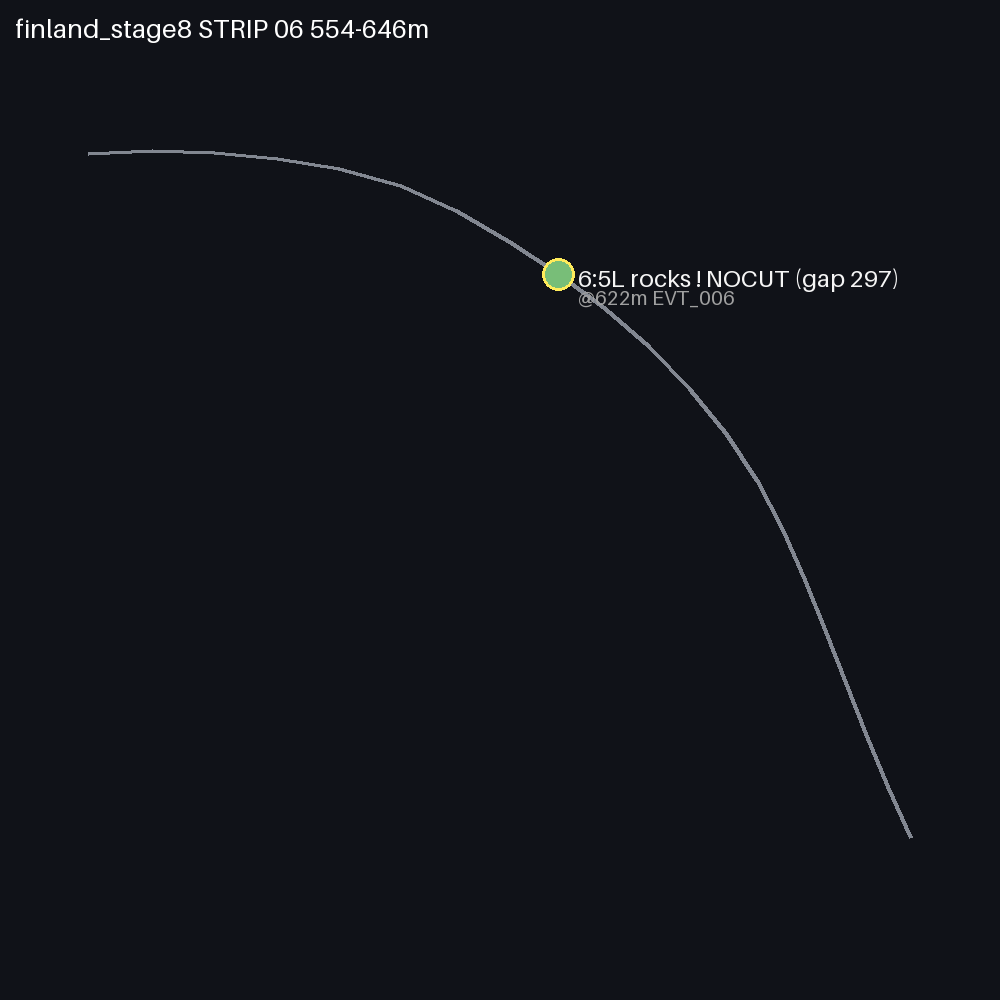 finland_stage8 STRIP 06 554-646m
6:5L rocks ! NOCUT (gap 297)
@622m EVT_006